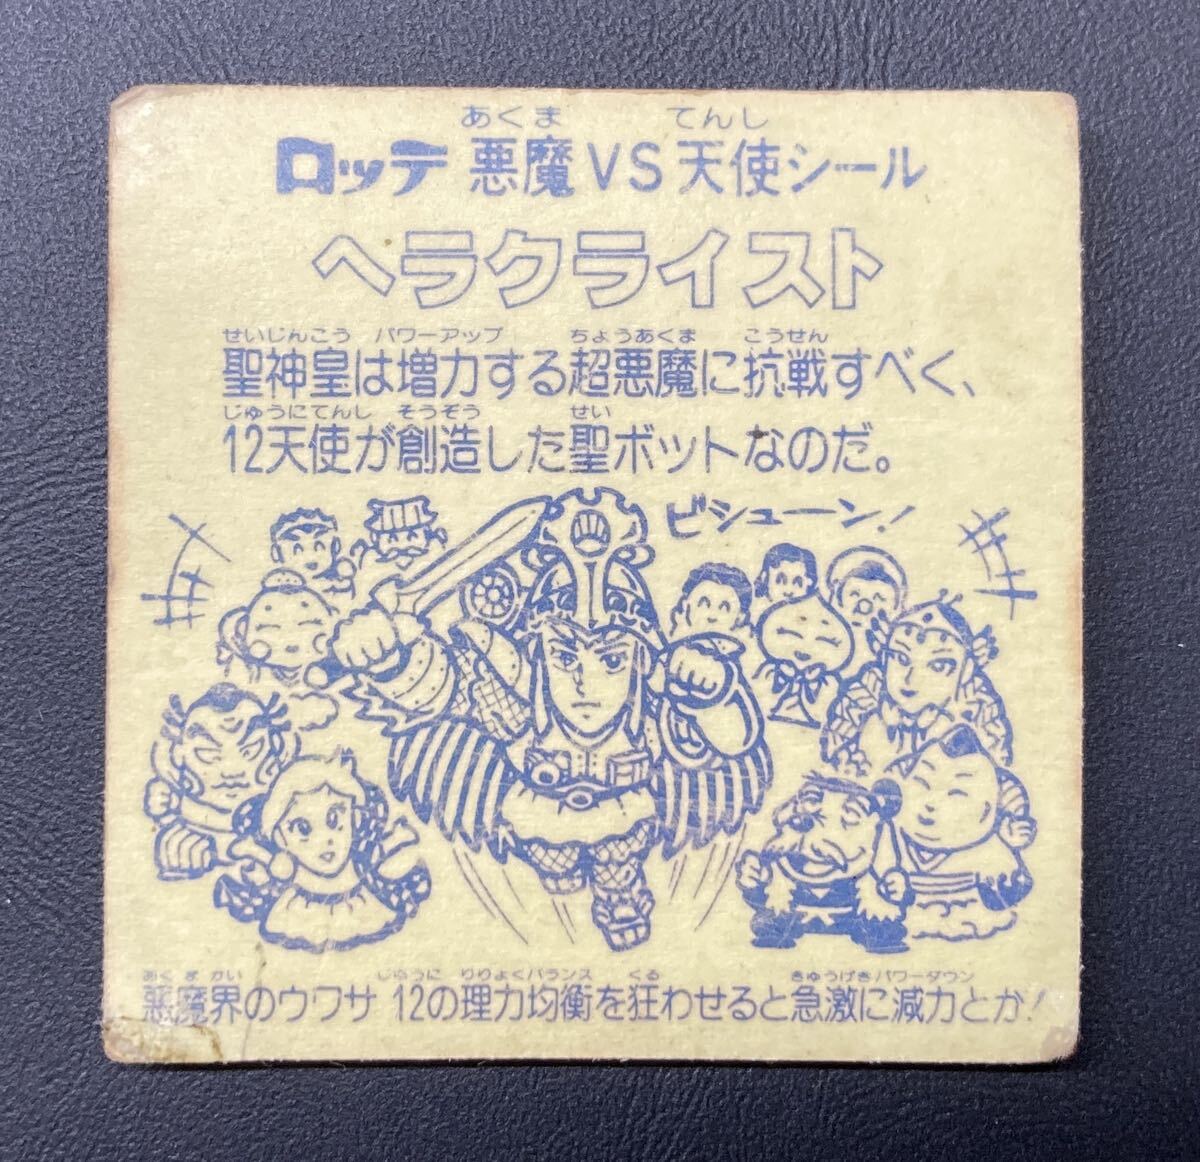 あくま てんし
ロッテ 悪魔VS天使シール
ヘラクライスト
せいじんこう パワーアップ ちょうあくま こうせん
聖神皇は増力する超悪魔に抗戦すべく、
じゅうにてんし そうぞう せい
12天使が創造した聖ボットなのだ。
ビシューン!
あくまかい じゅうに りりょくバランス くる きゅうげきパワーダウン
悪魔界のウワサ 12の理力均衡を狂わせると急激に減力とか!